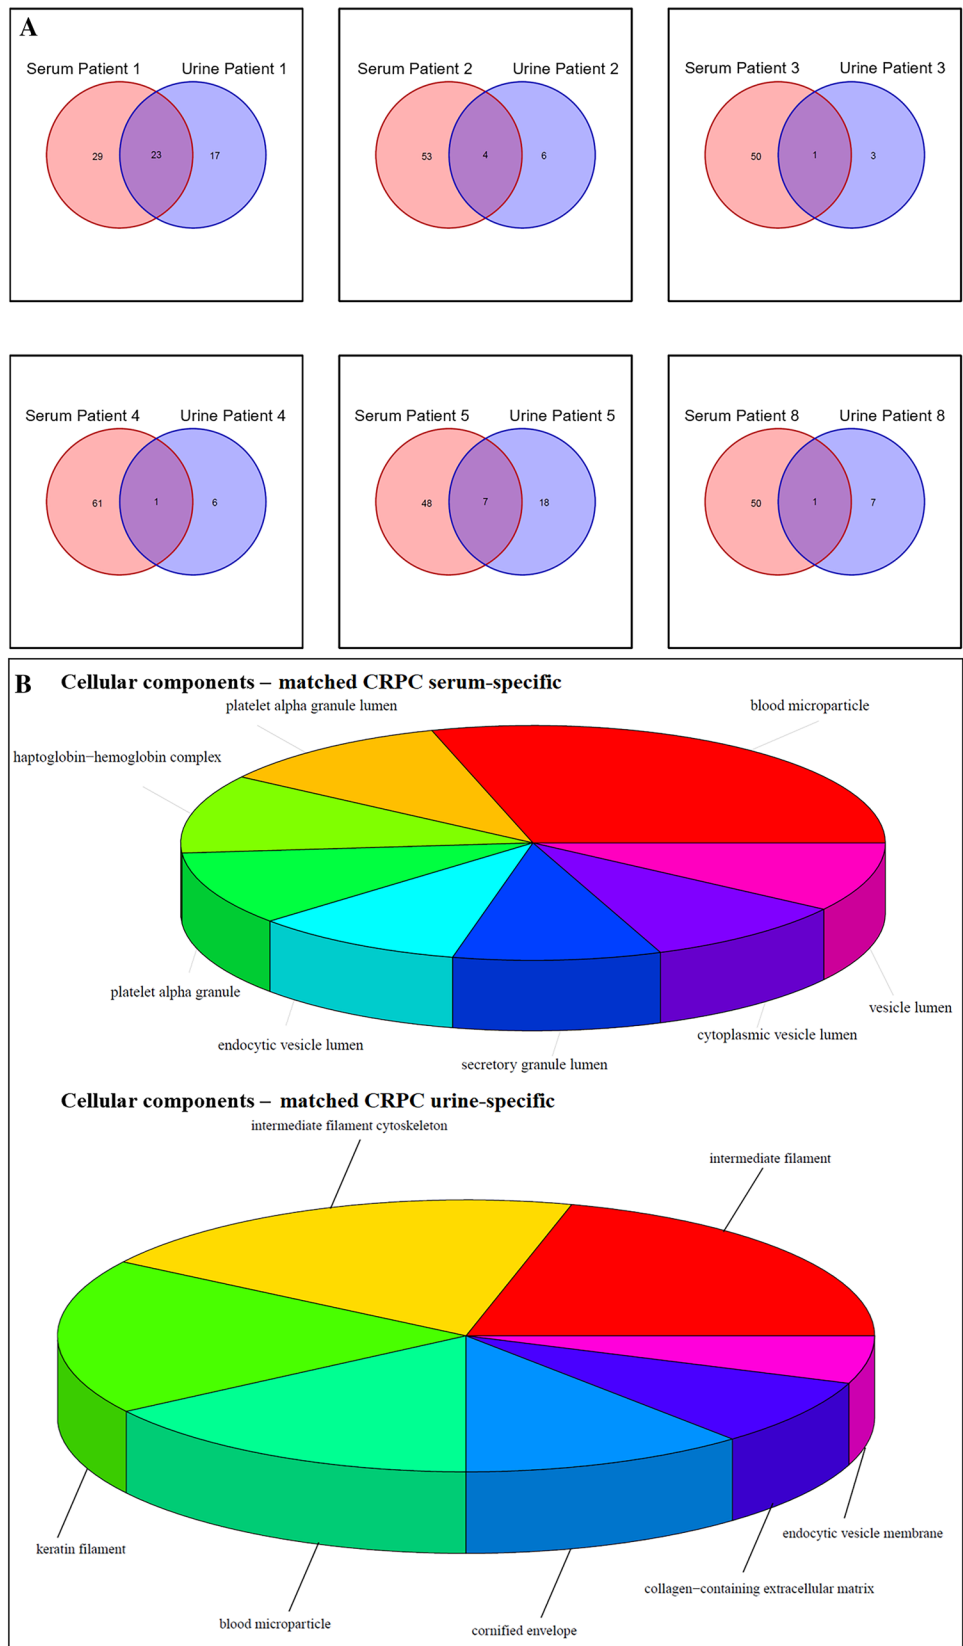 A
Serum Patient 1 Urine Patient 1
29 23 17
Serum Patient 2 Urine Patient 2
53 4 6
Serum Patient 3 Urine Patient 3
50 1 3
Serum Patient 4 Urine Patient 4
61 1 6
Serum Patient 5 Urine Patient 5
48 7 18
Serum Patient 8 Urine Patient 8
50 1 7
B
Cellular components – matched CRPC serum-specific
platelet alpha granule lumen
blood microparticle
haptoglobin−hemoglobin complex
platelet alpha granule
vesicle lumen
cytoplasmic vesicle lumen
endocytic vesicle lumen
secretory granule lumen
Cellular components – matched CRPC urine-specific
intermediate filament cytoskeleton
intermediate filament
endocytic vesicle membrane
keratin filament
collagen−containing extracellular matrix
blood microparticle
cornified envelope